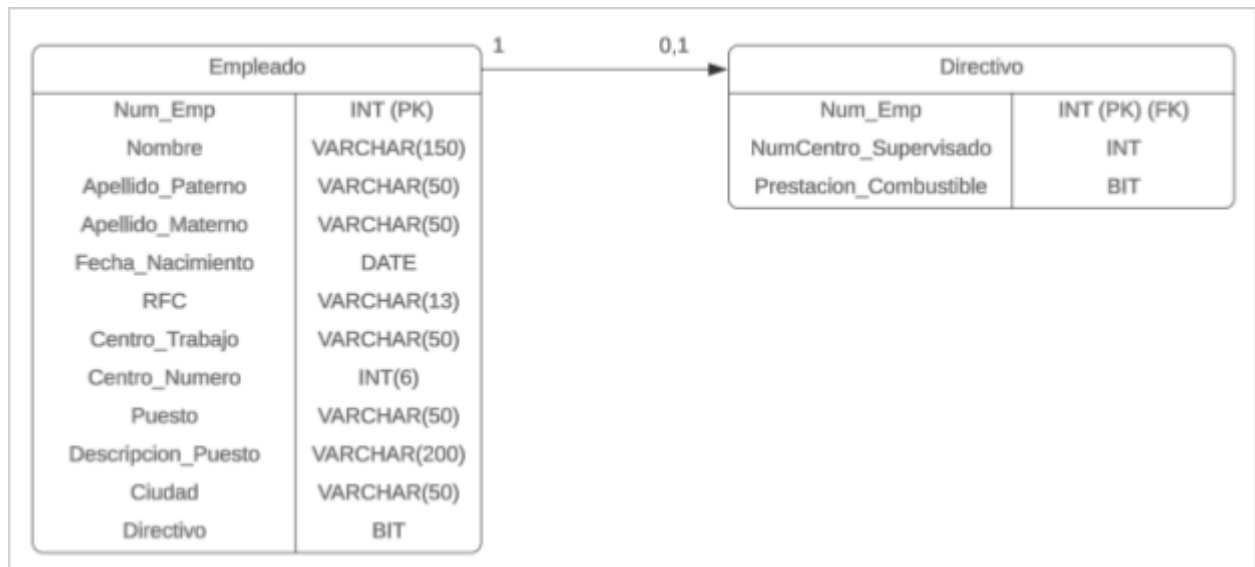 1 0,1
Empleado
Num_Emp INT (PK)
Nombre VARCHAR(150)
Apellido_Paterno VARCHAR(50)
Apellido_Materno VARCHAR(50)
Fecha_Nacimiento DATE
RFC VARCHAR(13)
Centro_Trabajo VARCHAR(50)
Centro_Numero INT(6)
Puesto VARCHAR(50)
Descripcion_Puesto VARCHAR(200)
Ciudad VARCHAR(50)
Directivo BIT
Directivo
Num_Emp INT (PK) (FK)
NumCentro_Supervisado INT
Prestacion_Combustible BIT